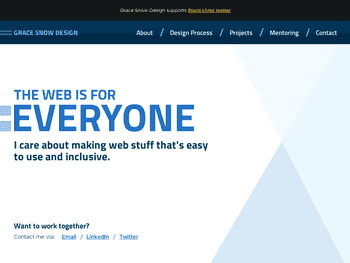 Grace Snow Design supports Black Lives Matter
GRACE SNOW DESIGN
About / Design Process / Projects / Mentoring / Contact
THE WEB IS FOR
EVERYONE
I care about making web stuff that's easy
to use and inclusive.
Want to work together?
Contact me via: Email / LinkedIn / Twitter